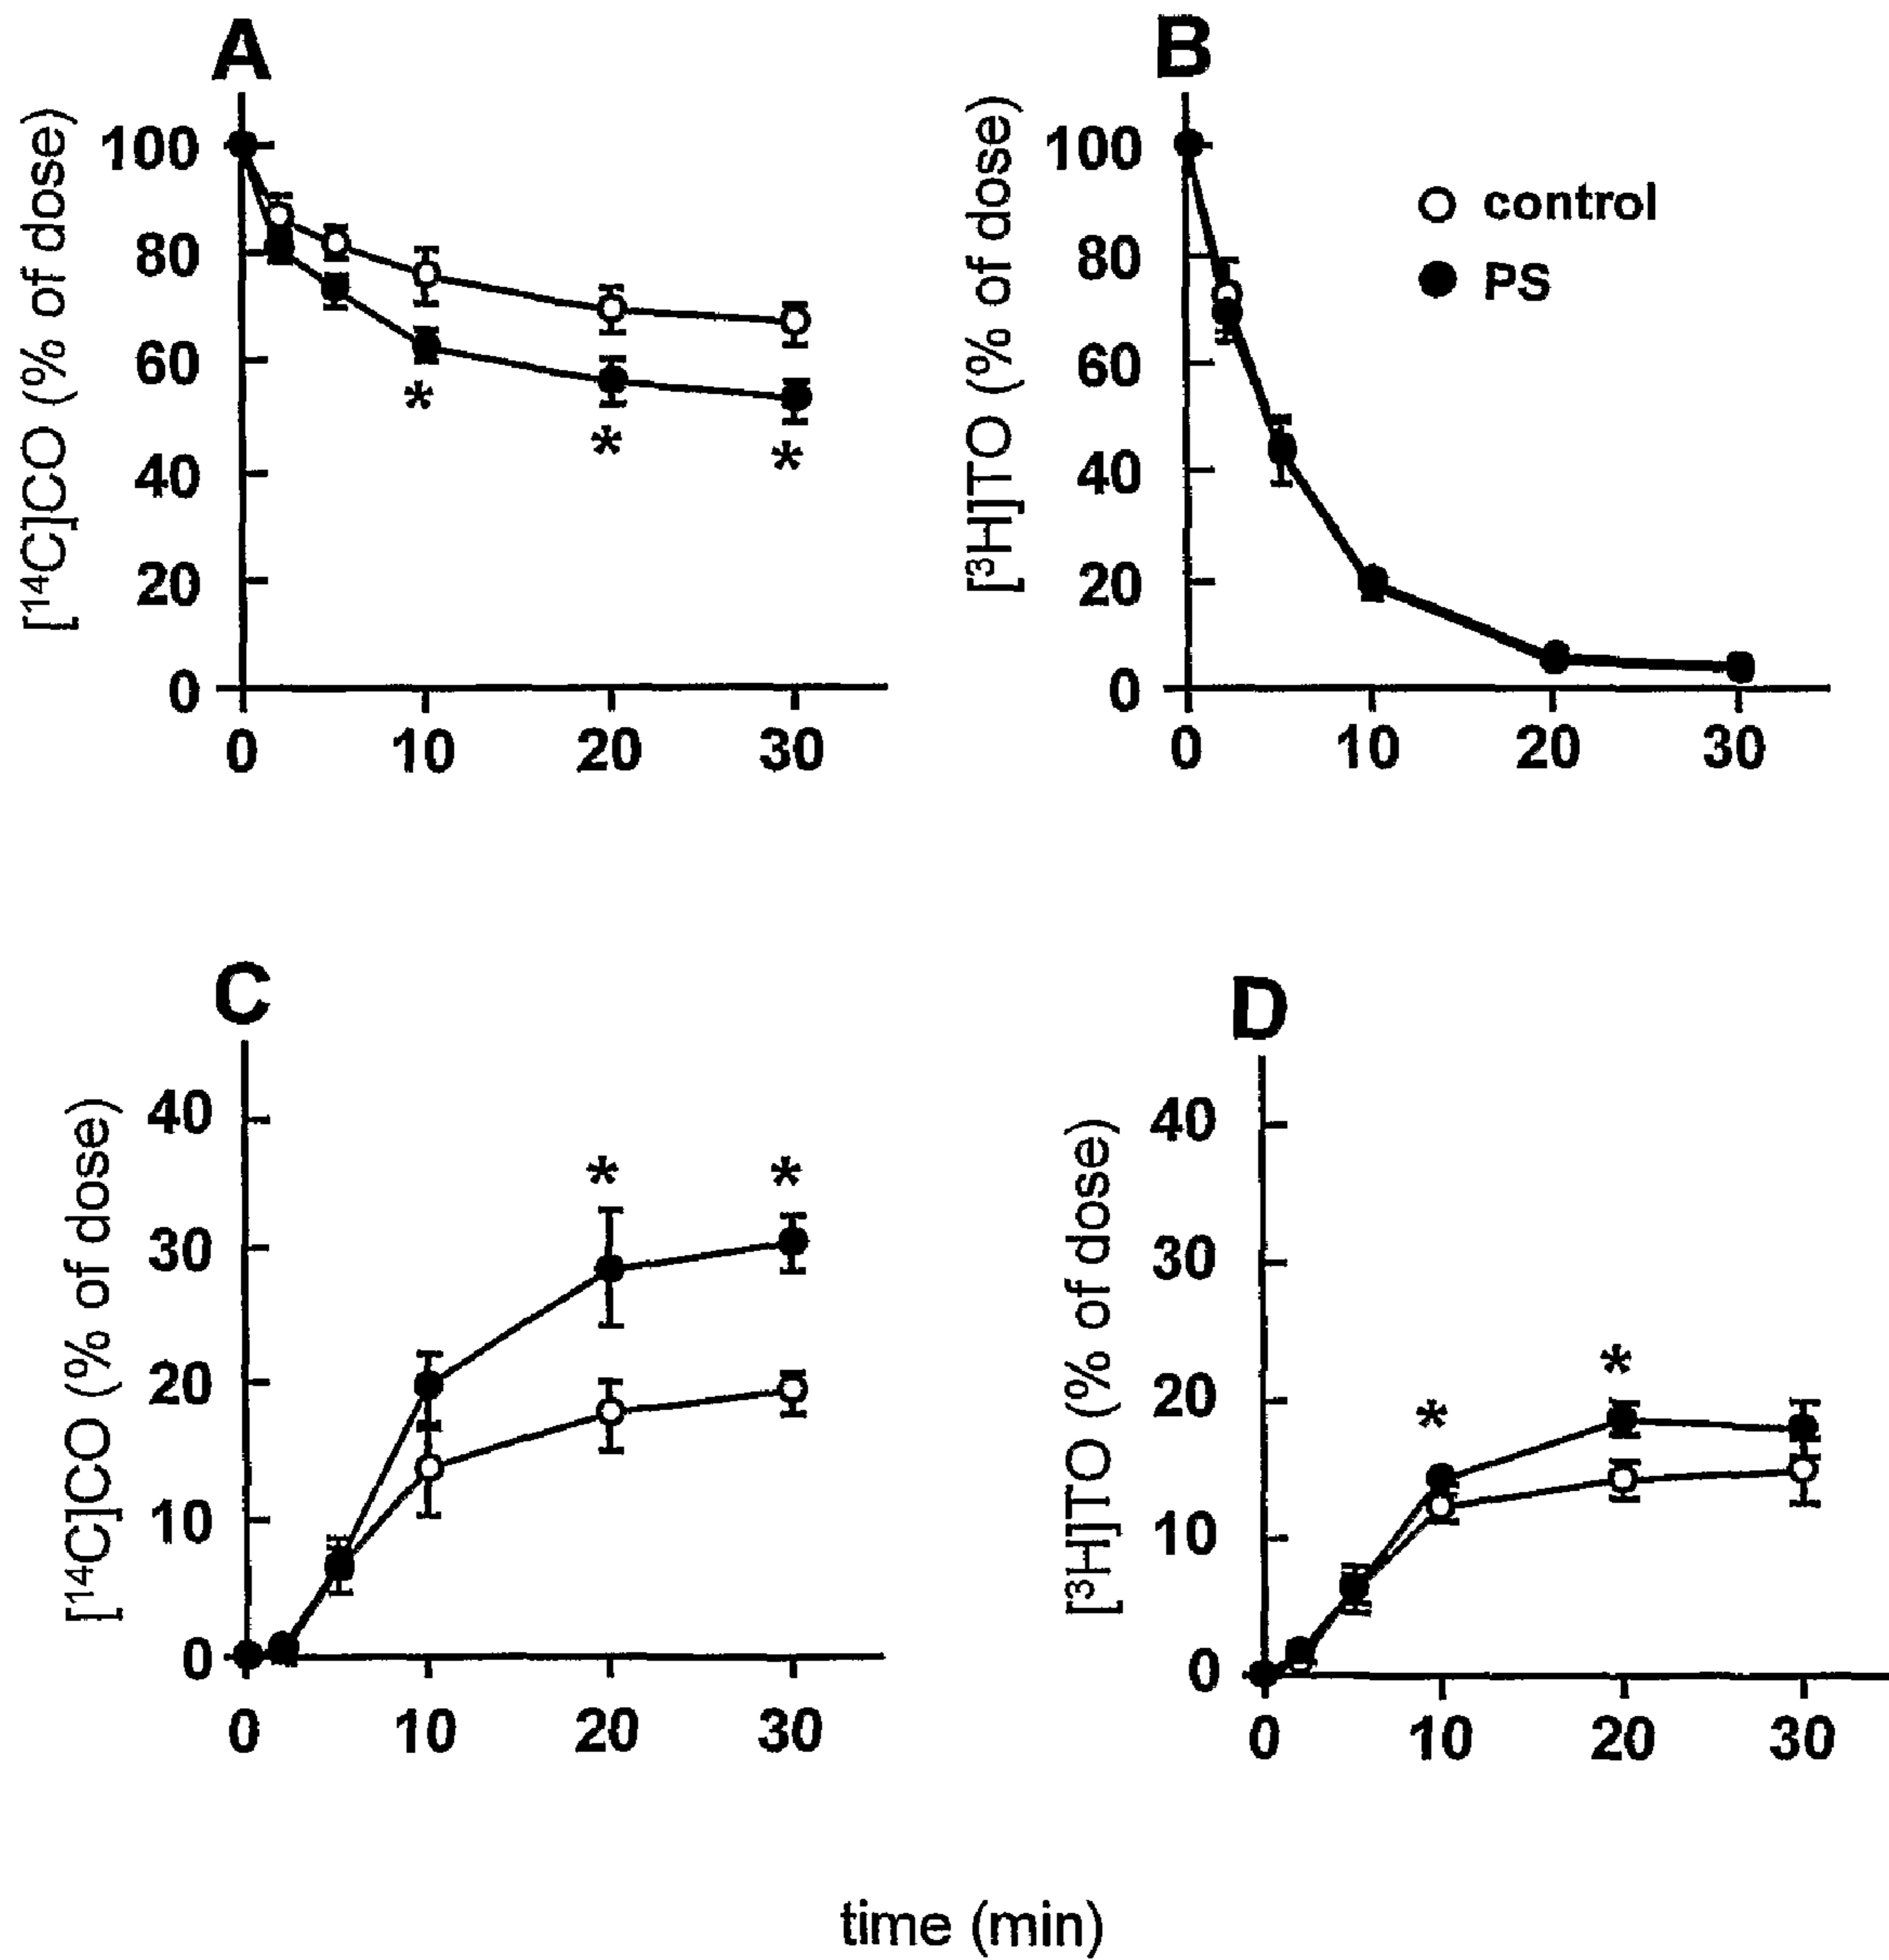 A
[¹⁴C]CO (% of dose)
100
80
60
40
20
0
0 10 20 30
*
*
*
B
[³H]TO (% of dose)
100
80
60
40
20
0
0 10 20 30
control
PS
C
[¹⁴C]CO (% of dose)
40
30
20
10
0
0 10 20 30
* *
D
[³H]TO (% of dose)
40
30
20
10
0
0 10 20 30
*
*
time (min)